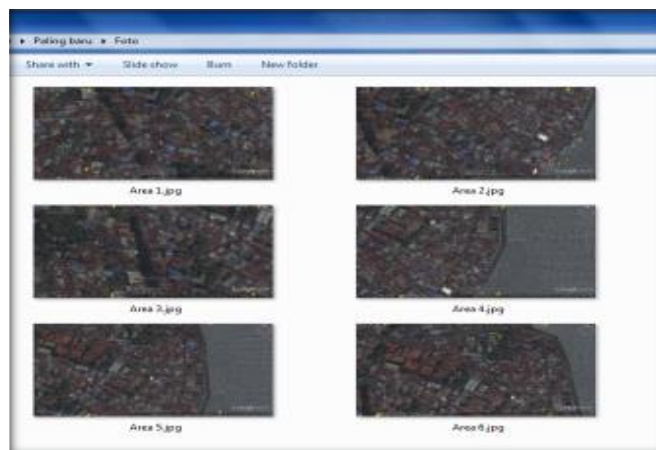 Paling baru ▸ Foto
Share with Slide show Burn New folder
Area 1.jpg Area 2.jpg
Area 3.jpg Area 4.jpg
Area 5.jpg Area 6.jpg